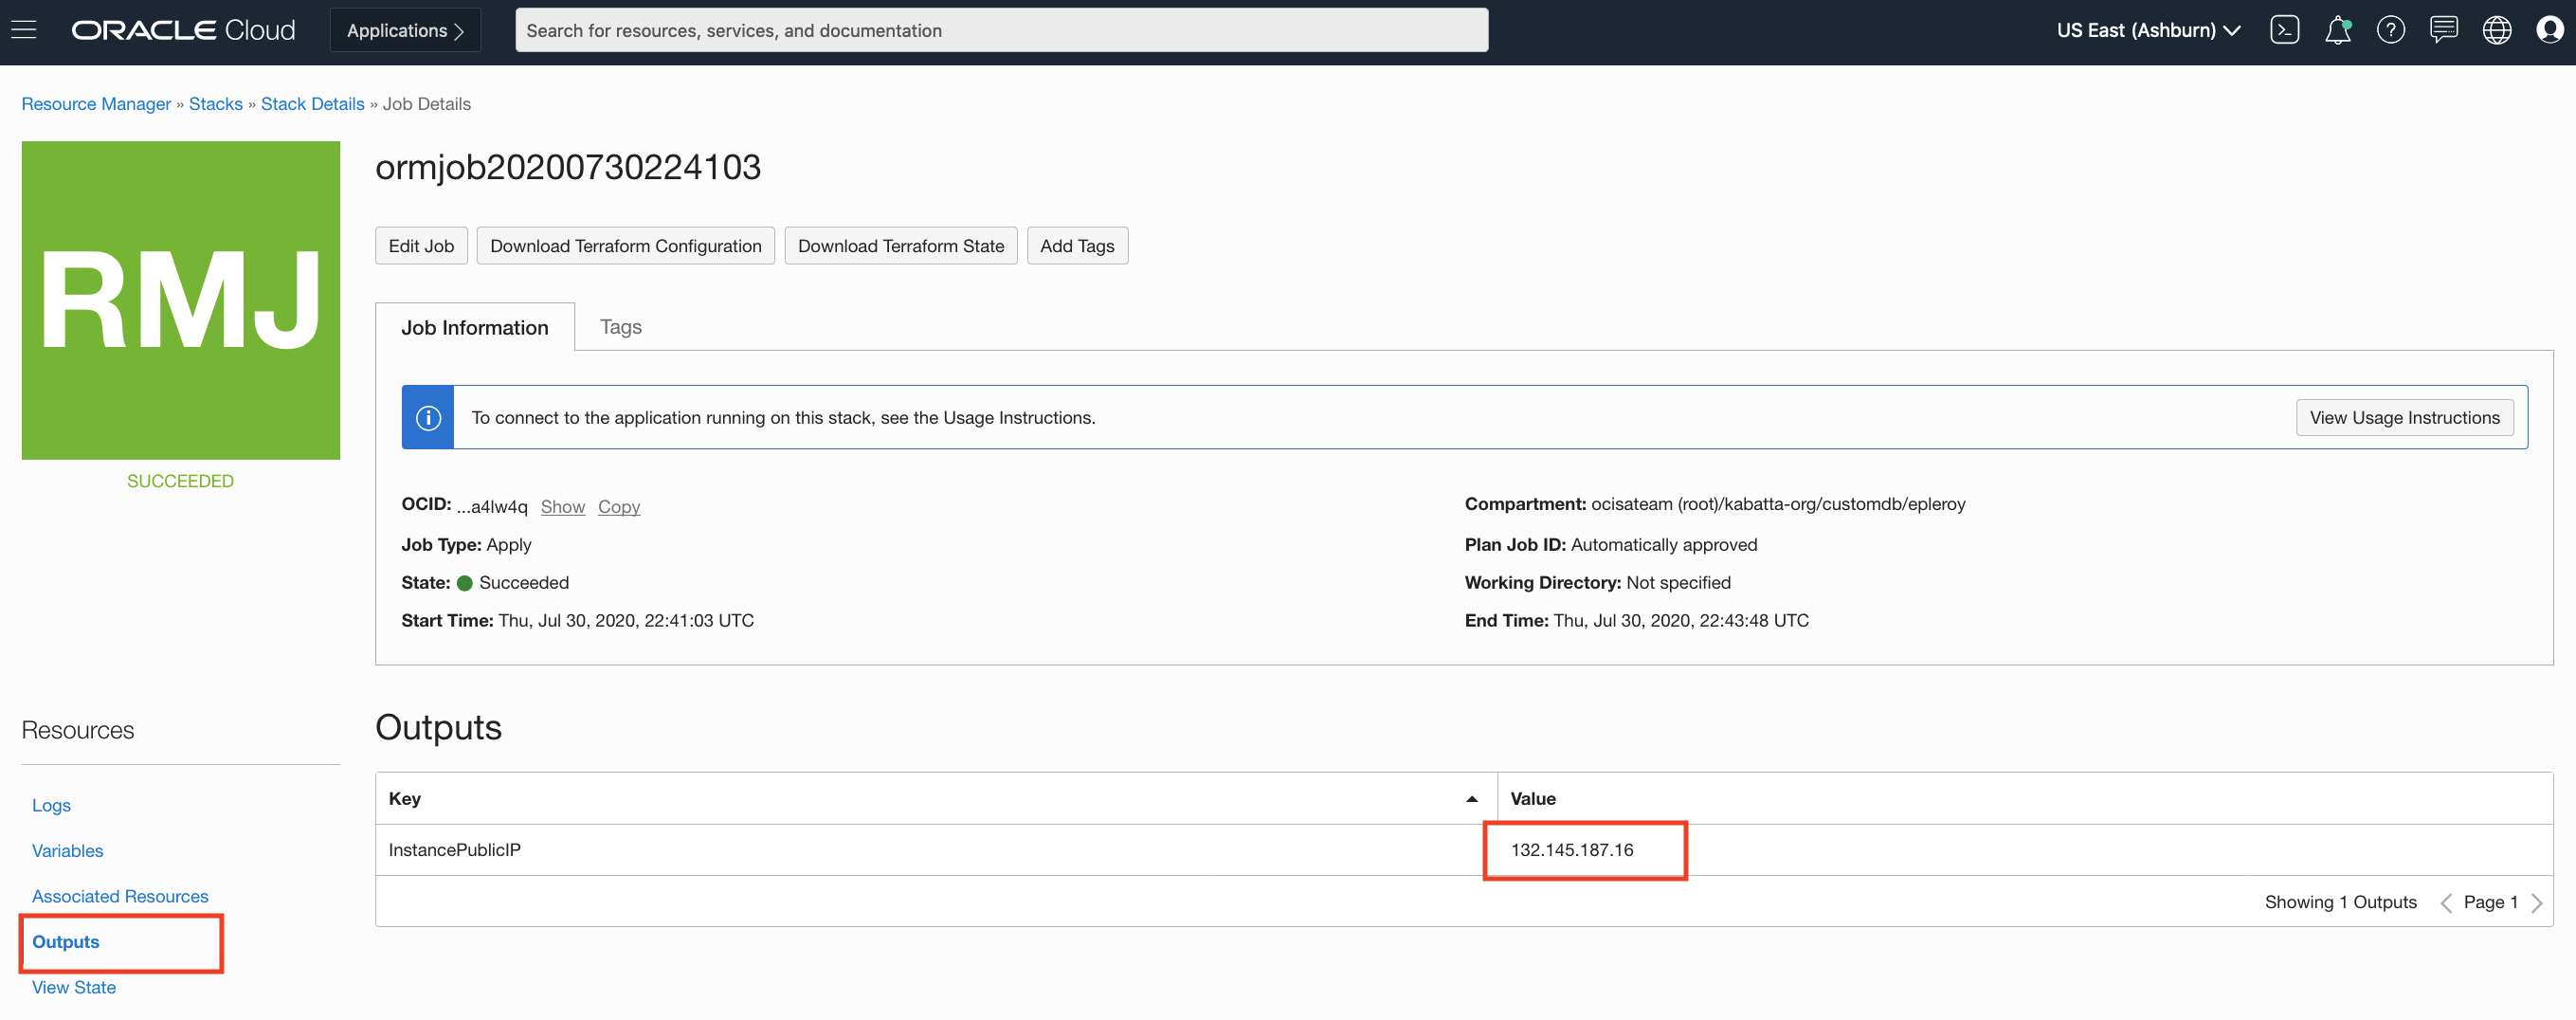 ORACLE Cloud
Applications >
Search for resources, services, and documentation
US East (Ashburn)
Resource Manager » Stacks » Stack Details » Job Details
RMJ
SUCCEEDED
ormjob20200730224103
Edit Job
Download Terraform Configuration
Download Terraform State
Add Tags
Job Information
Tags
To connect to the application running on this stack, see the Usage Instructions.
View Usage Instructions
OCID: ...a4lw4q Show Copy
Job Type: Apply
State: Succeeded
Start Time: Thu, Jul 30, 2020, 22:41:03 UTC
Compartment: ocisateam (root)/kabatta-org/customdb/epleroy
Plan Job ID: Automatically approved
Working Directory: Not specified
End Time: Thu, Jul 30, 2020, 22:43:48 UTC
Resources
Logs
Variables
Associated Resources
Outputs
View State
Outputs
Key
Value
InstancePublicIP
132.145.187.16
Showing 1 Outputs
Page 1